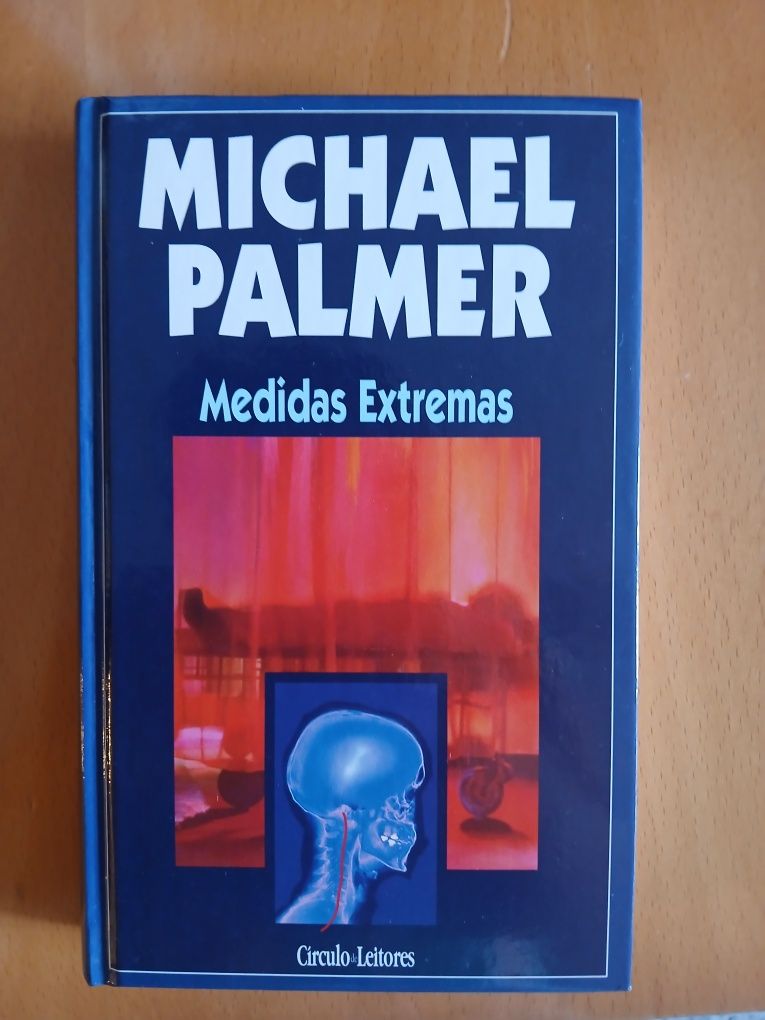 MICHAEL
PALMER
Medidas Extremas
Círculo de Leitores